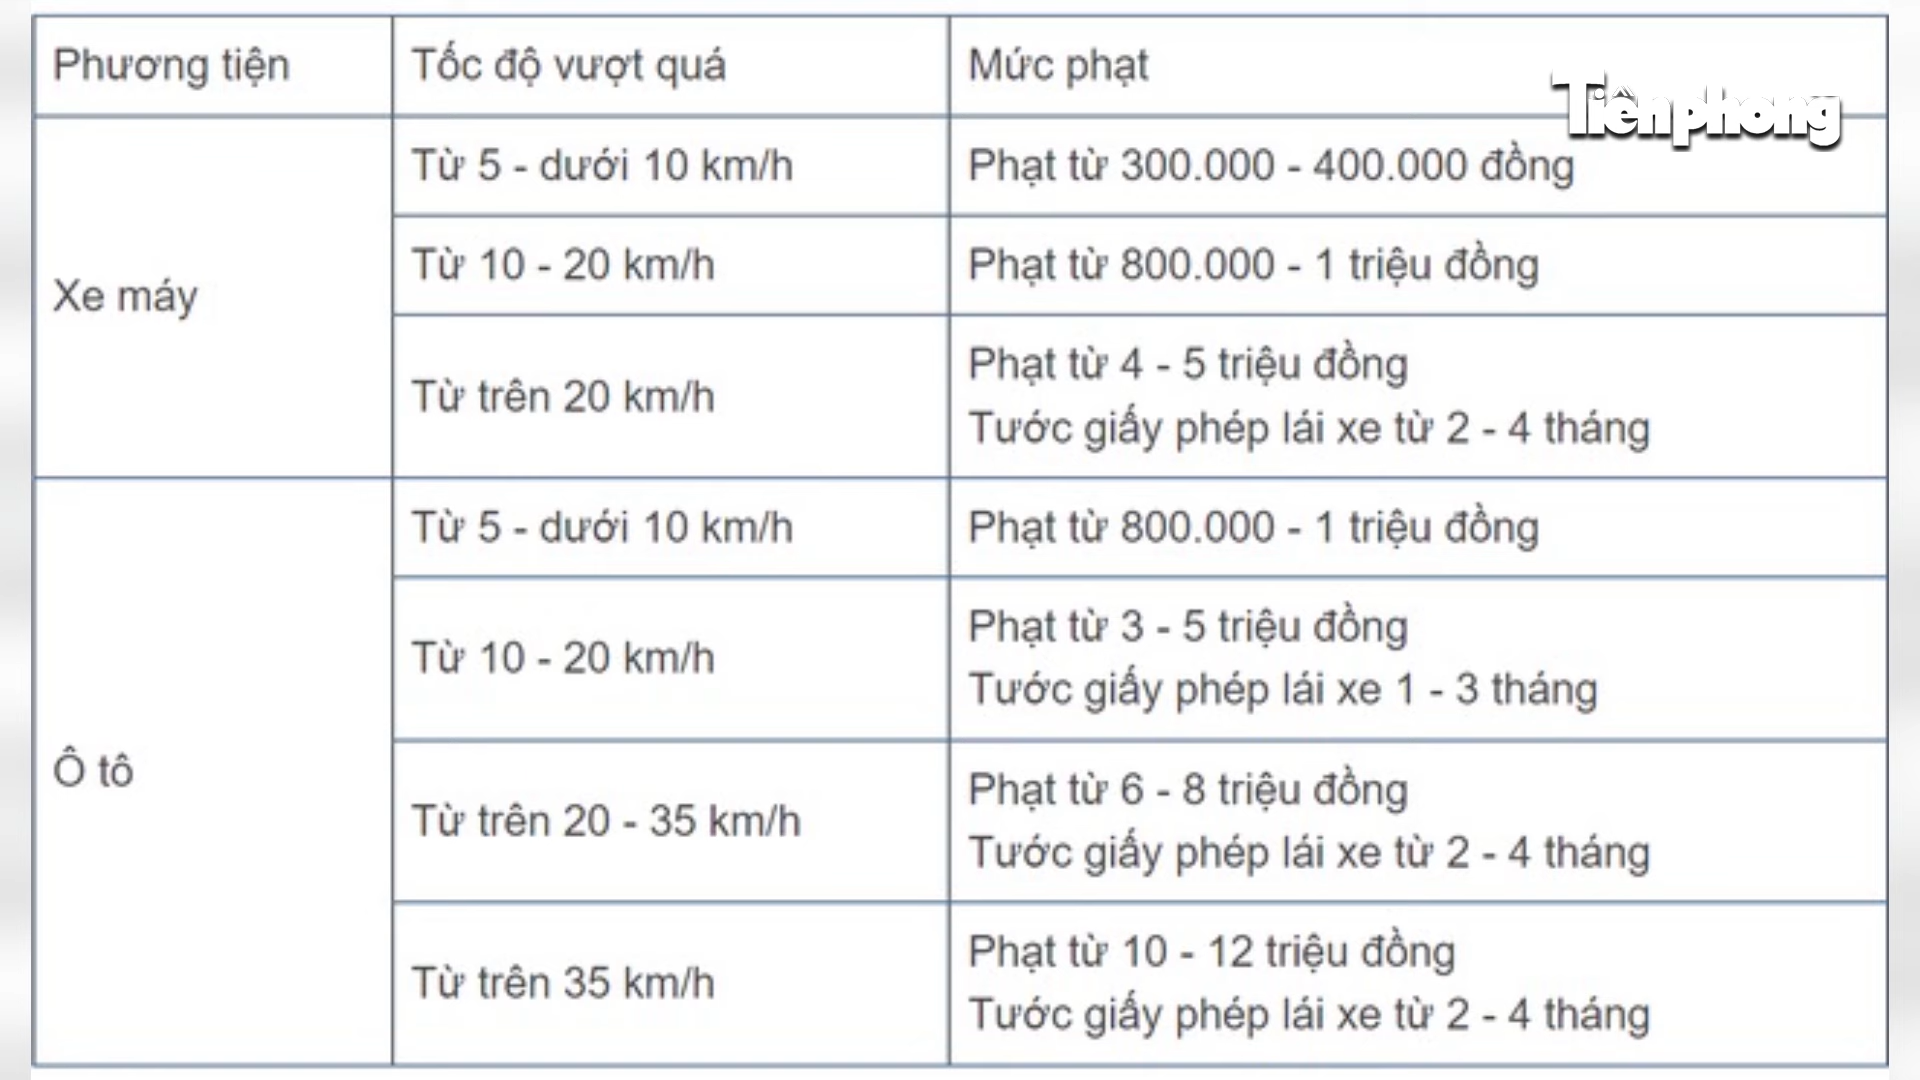 Phương tiện
Tốc độ vượt quá
Mức phạt
Tiền phong
Xe máy
Từ 5 - dưới 10 km/h
Phạt từ 300.000 - 400.000 đồng
Từ 10 - 20 km/h
Phạt từ 800.000 - 1 triệu đồng
Từ trên 20 km/h
Phạt từ 4 - 5 triệu đồng
Tước giấy phép lái xe từ 2 - 4 tháng
Ô tô
Từ 5 - dưới 10 km/h
Phạt từ 800.000 - 1 triệu đồng
Từ 10 - 20 km/h
Phạt từ 3 - 5 triệu đồng
Tước giấy phép lái xe 1 - 3 tháng
Từ trên 20 - 35 km/h
Phạt từ 6 - 8 triệu đồng
Tước giấy phép lái xe từ 2 - 4 tháng
Từ trên 35 km/h
Phạt từ 10 - 12 triệu đồng
Tước giấy phép lái xe từ 2 - 4 tháng